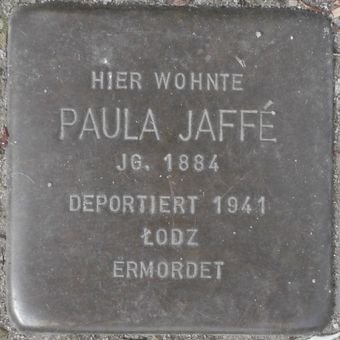 HIER WOHNTE
PAULA JAFFÉ
JG. 1884
DEPORTIERT 1941
ŁODZ
ERMORDET